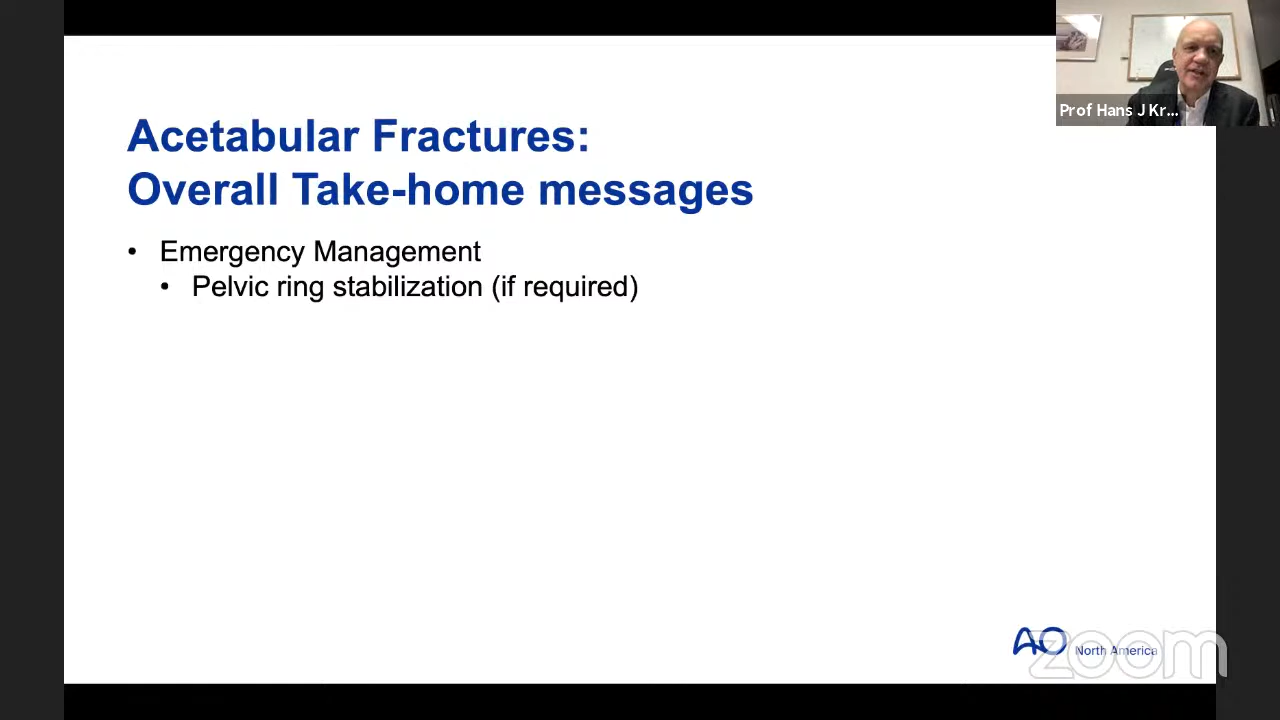 Prof Hans J Kr...
Acetabular Fractures:
Overall Take-home messages
• Emergency Management
• Pelvic ring stabilization (if required)
AO North America
zoom